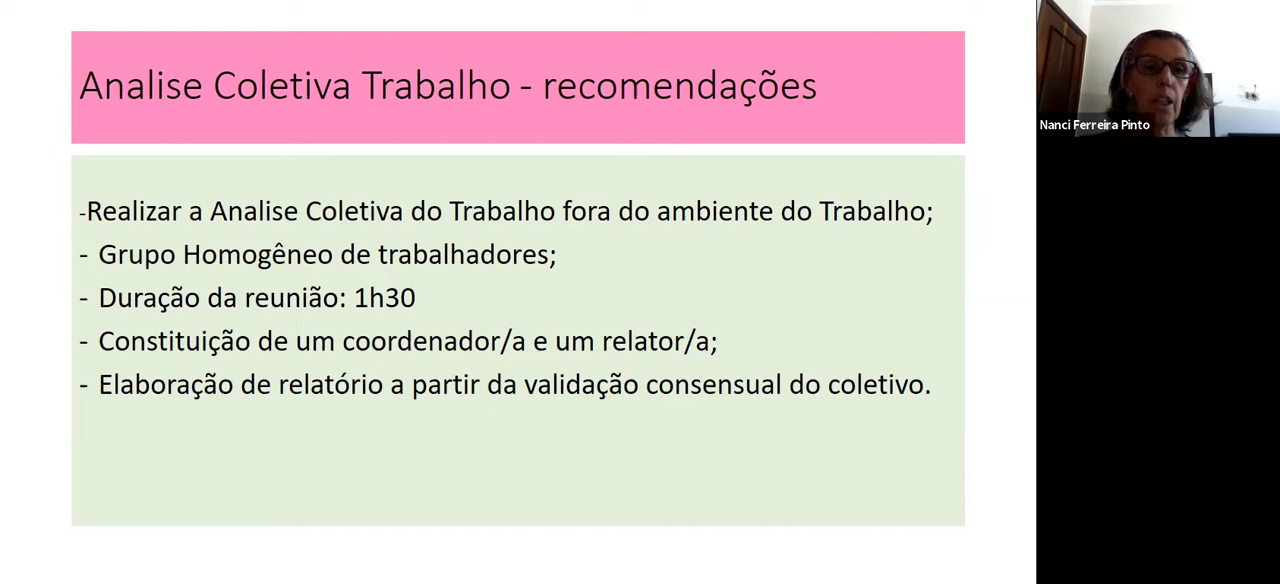 Analise Coletiva Trabalho - recomendações
Nanci Ferreira Pinto
-Realizar a Analise Coletiva do Trabalho fora do ambiente do Trabalho;
- Grupo Homogêneo de trabalhadores;
- Duração da reunião: 1h30
- Constituição de um coordenador/a e um relator/a;
- Elaboração de relatório a partir da validação consensual do coletivo.